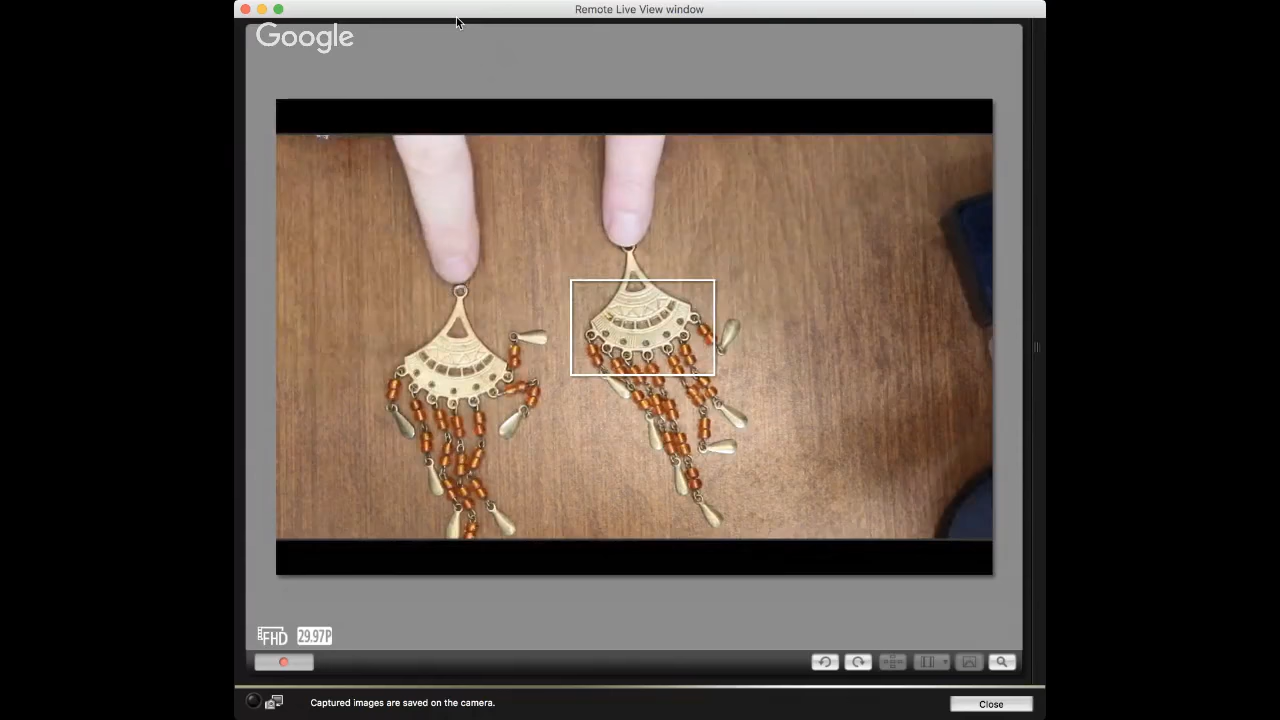 Remote Live View window
Google
FHD
29.97P
Captured images are saved on the camera.
Close